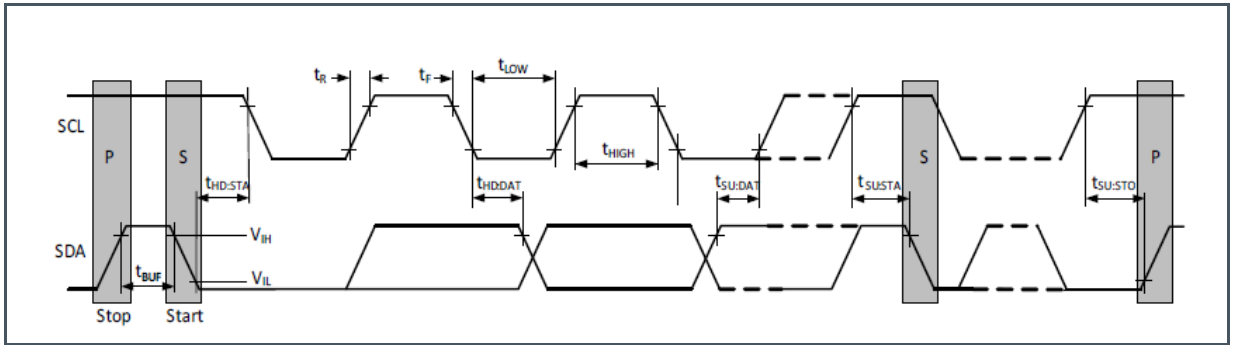 tR
tF
tLOW
SCL
P
S
tHIGH
S
P
tHD:STA
tHD:DAT
tSU:DAT
tSU:STA
tSU:STO
VIH
SDA
tBUF
VIL
Stop
Start